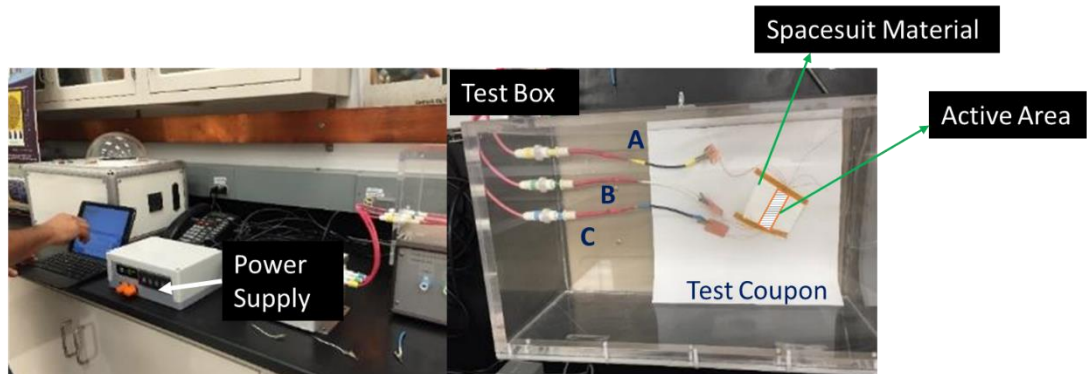 Spacesuit Material
Test Box
Active Area
A
B
C
Power
Supply
Test Coupon